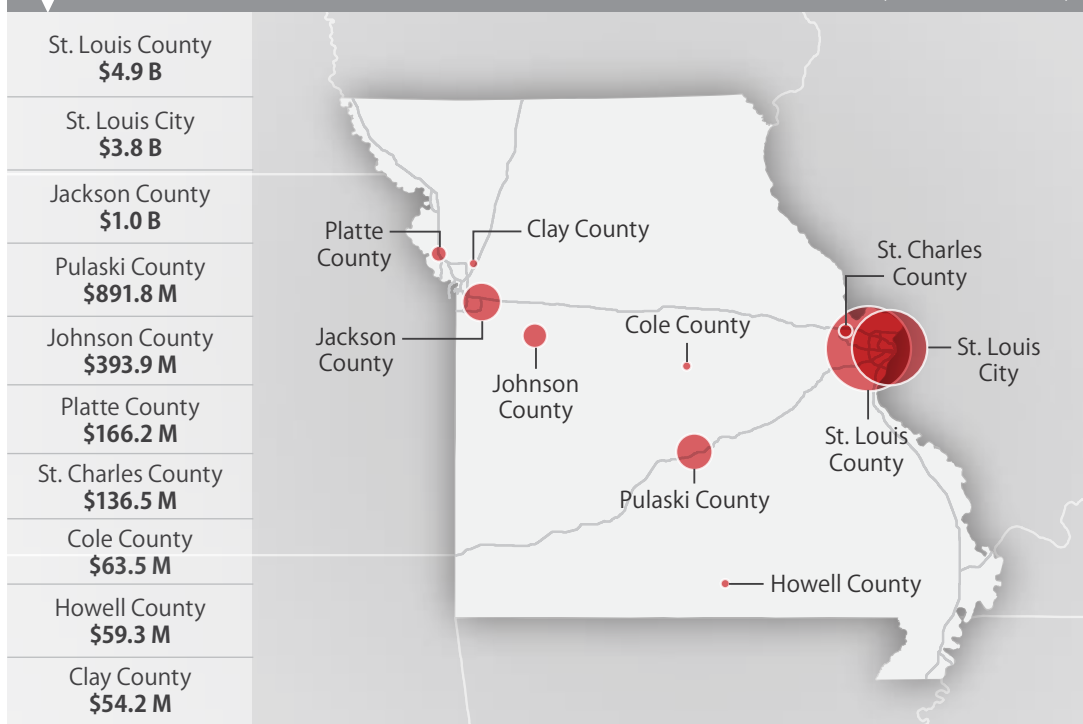 St. Louis County
$4.9 B
St. Louis City
$3.8 B
Jackson County
$1.0 B
Pulaski County
$891.8 M
Johnson County
$393.9 M
Platte County
$166.2 M
St. Charles County
$136.5 M
Cole County
$63.5 M
Howell County
$59.3 M
Clay County
$54.2 M
Platte
County
Clay County
St. Charles
County
Jackson
County
Cole County
Johnson
County
St. Louis
City
St. Louis
County
Pulaski County
Howell County